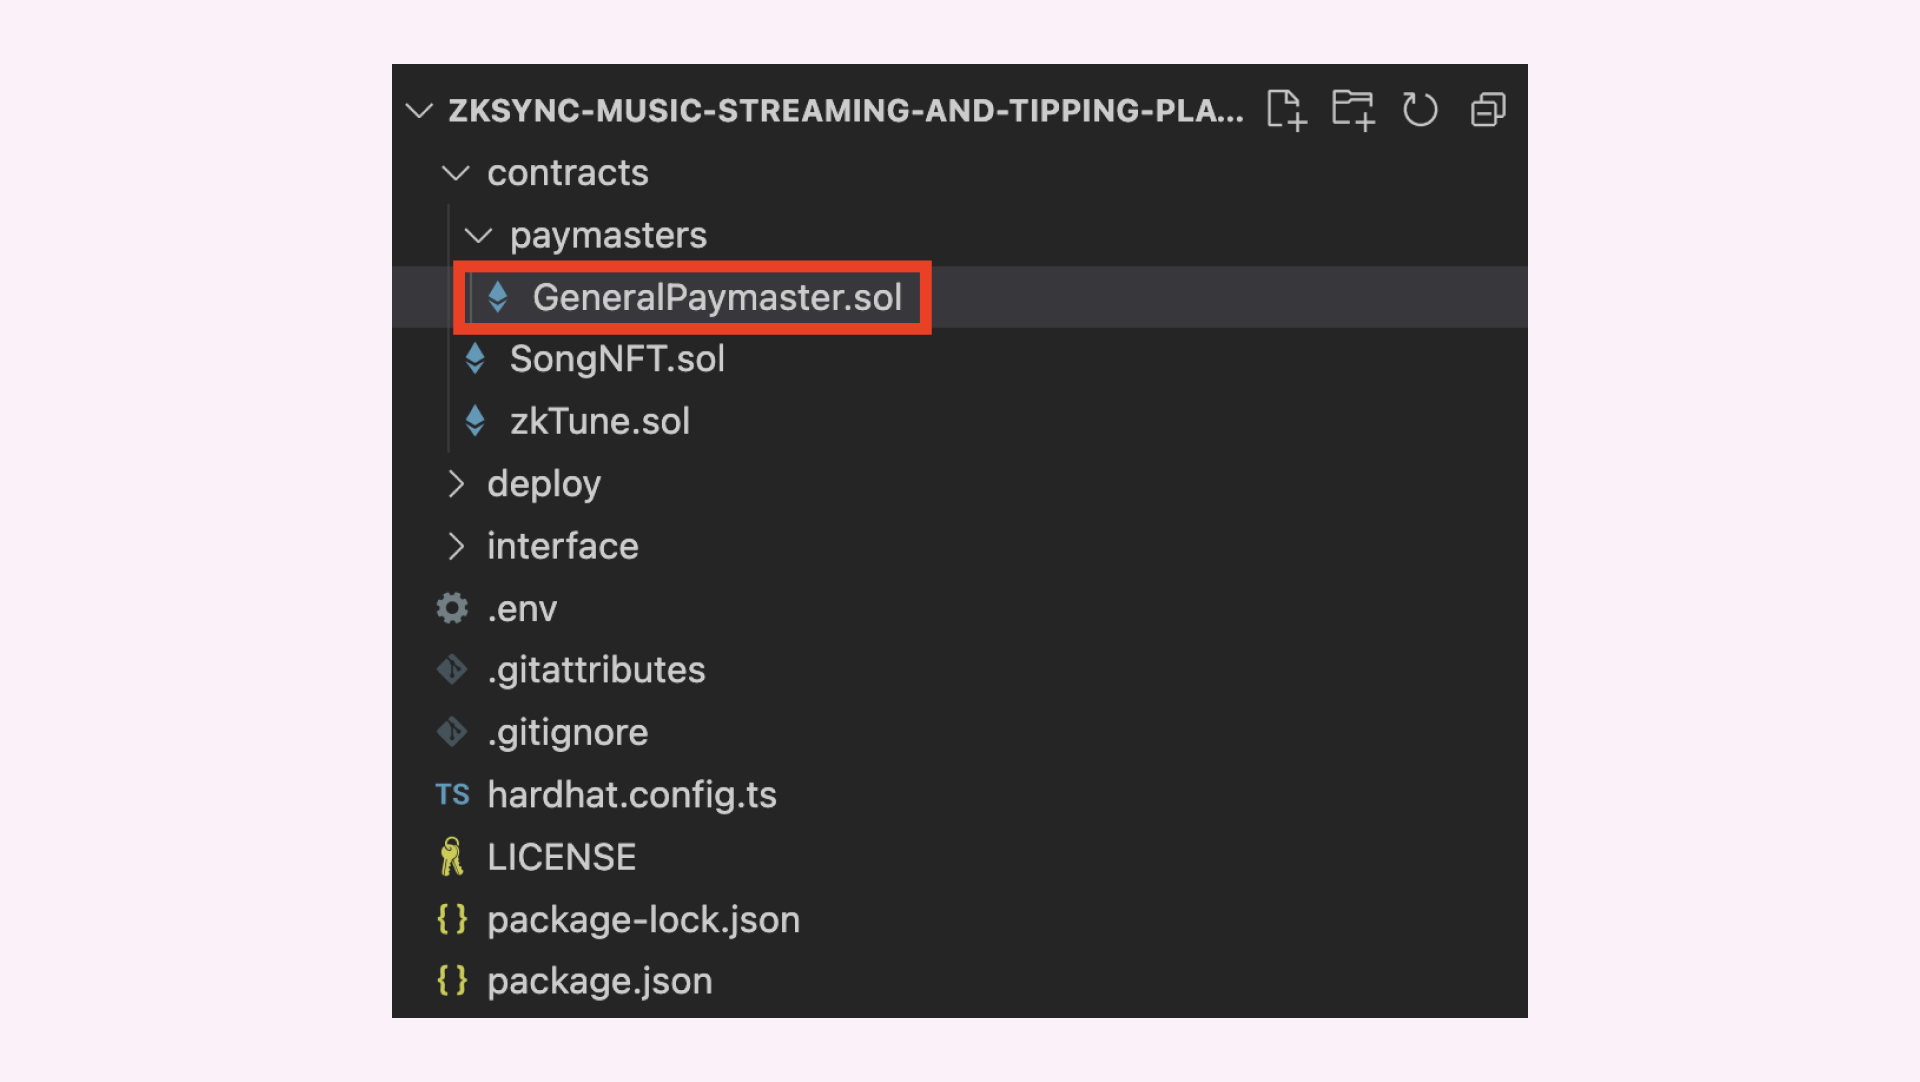 ZKSYNC-MUSIC-STREAMING-AND-TIPPING-PLA...
contracts
paymasters
GeneralPaymaster.sol
SongNFT.sol
zkTune.sol
deploy
interface
.env
.gitattributes
.gitignore
TS hardhat.config.ts
LICENSE
{} package-lock.json
{} package.json